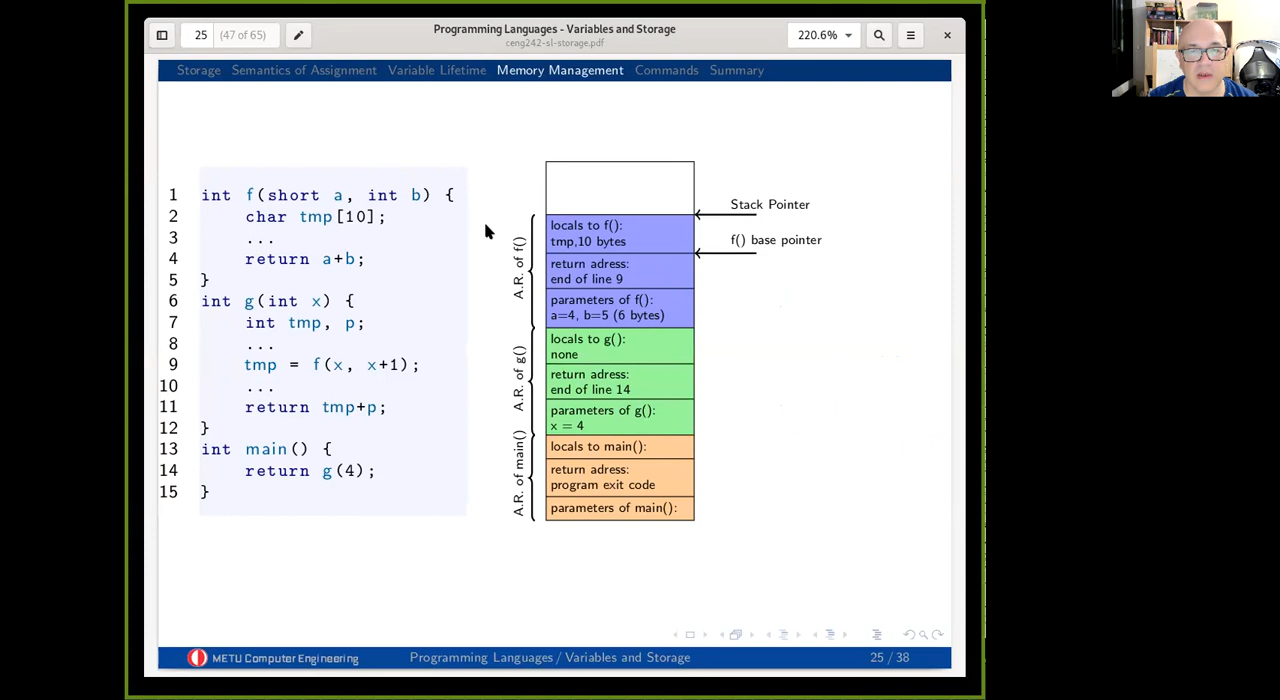 25 (47 of 65)
Programming Languages - Variables and Storage
ceng242-sl-storage.pdf
220.6%
Storage Semantics of Assignment Variable Lifetime Memory Management Commands Summary
1 int f(short a, int b) {
2 char tmp[10];
3 ...
4 return a+b;
5 }
6 int g(int x) {
7 int tmp, p;
8 ...
9 tmp = f(x, x+1);
10 ...
11 return tmp+p;
12 }
13 int main() {
14 return g(4);
15 }
A.R. of f()
A.R. of g()
A.R. of main()
locals to f():
tmp,10 bytes
return adress:
end of line 9
parameters of f():
a=4, b=5 (6 bytes)
locals to g():
none
return adress:
end of line 14
parameters of g():
x = 4
locals to main():
return adress:
program exit code
parameters of main():
Stack Pointer
f() base pointer
METU Computer Engineering Programming Languages / Variables and Storage 25 / 38